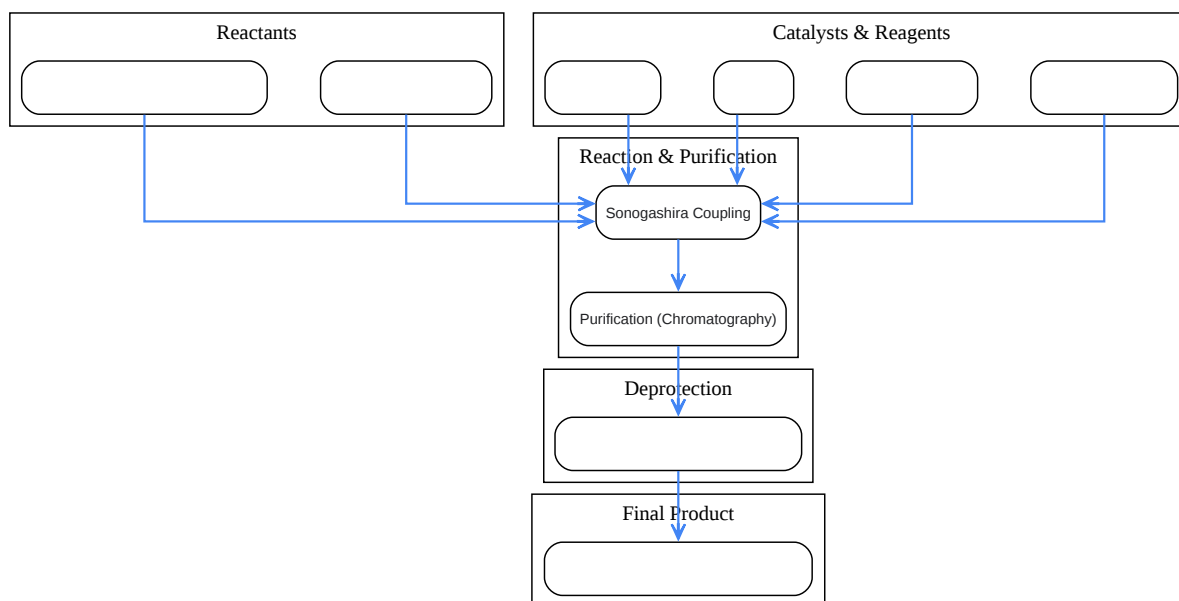 Reactants
Catalysts & Reagents
Reaction & Purification
Sonogashira Coupling
Purification (Chromatography)
Deprotection
Final Product